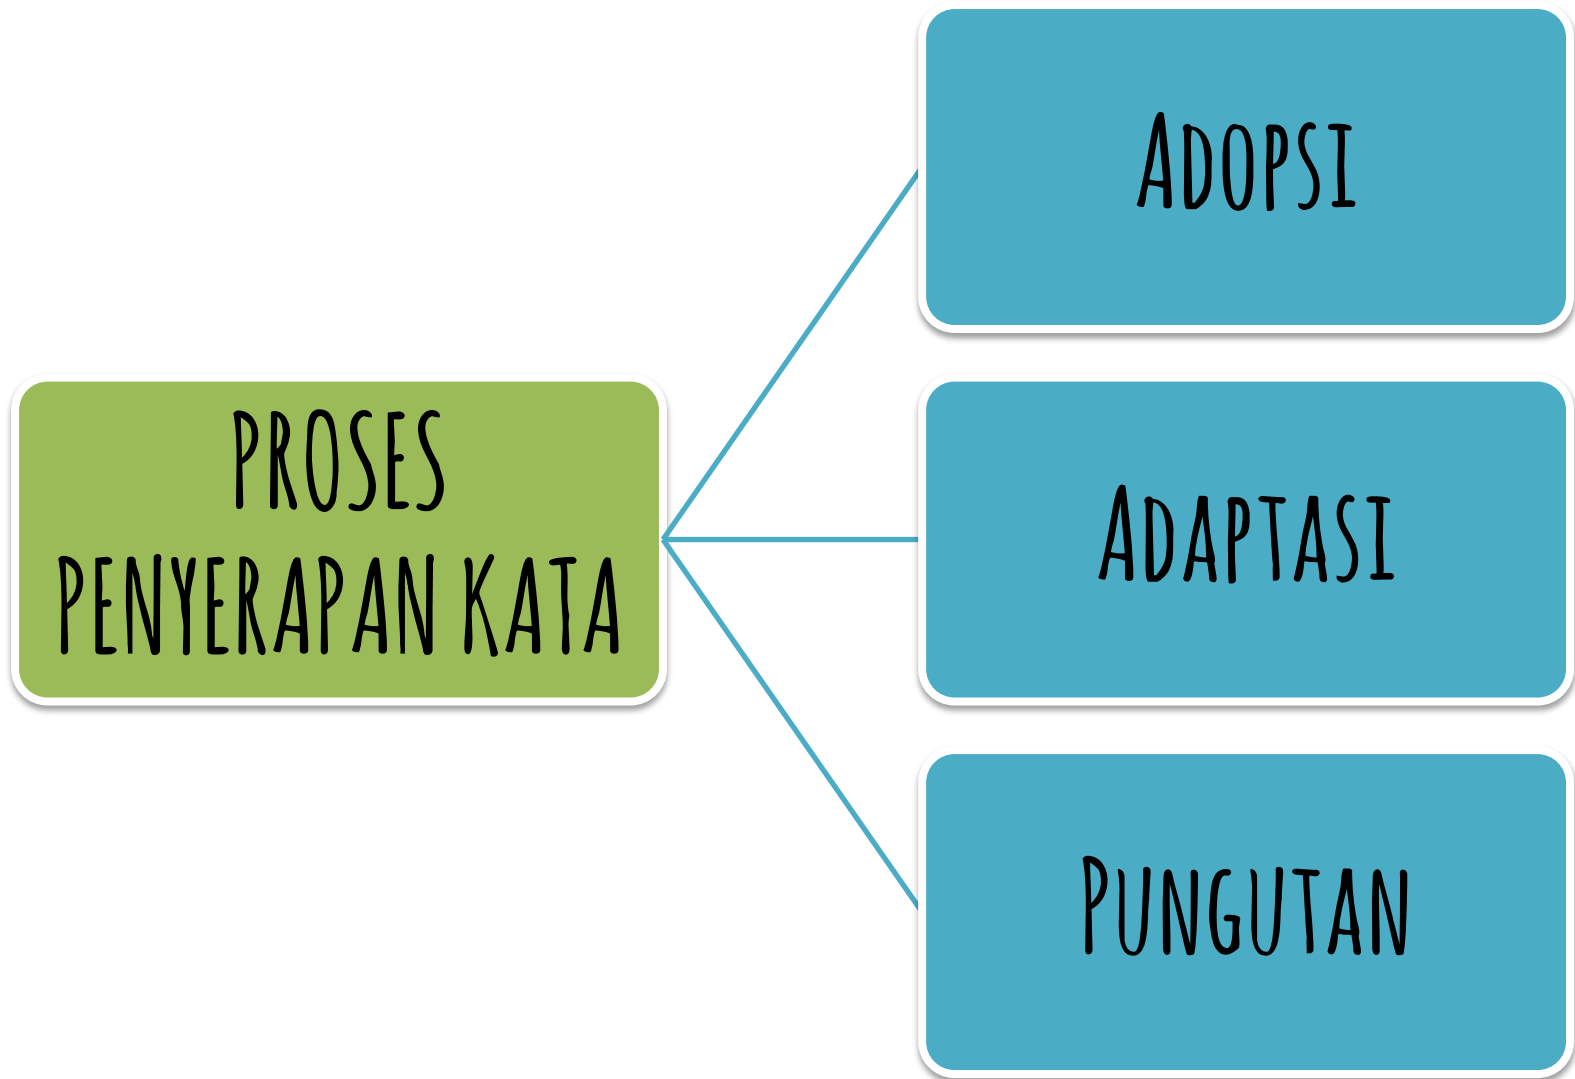 PROSES
PENYERAPAN KATA
ADOPSI
ADAPTASI
PUNGUTAN